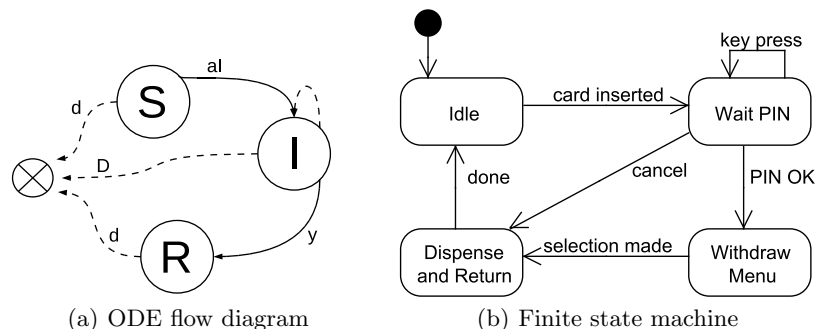 S
aI
d
I
D
d
R
y
(a) ODE flow diagram
key press
Idle
card inserted
Wait PIN
done
cancel
PIN OK
Dispense
and Return
selection made
Withdraw
Menu
(b) Finite state machine